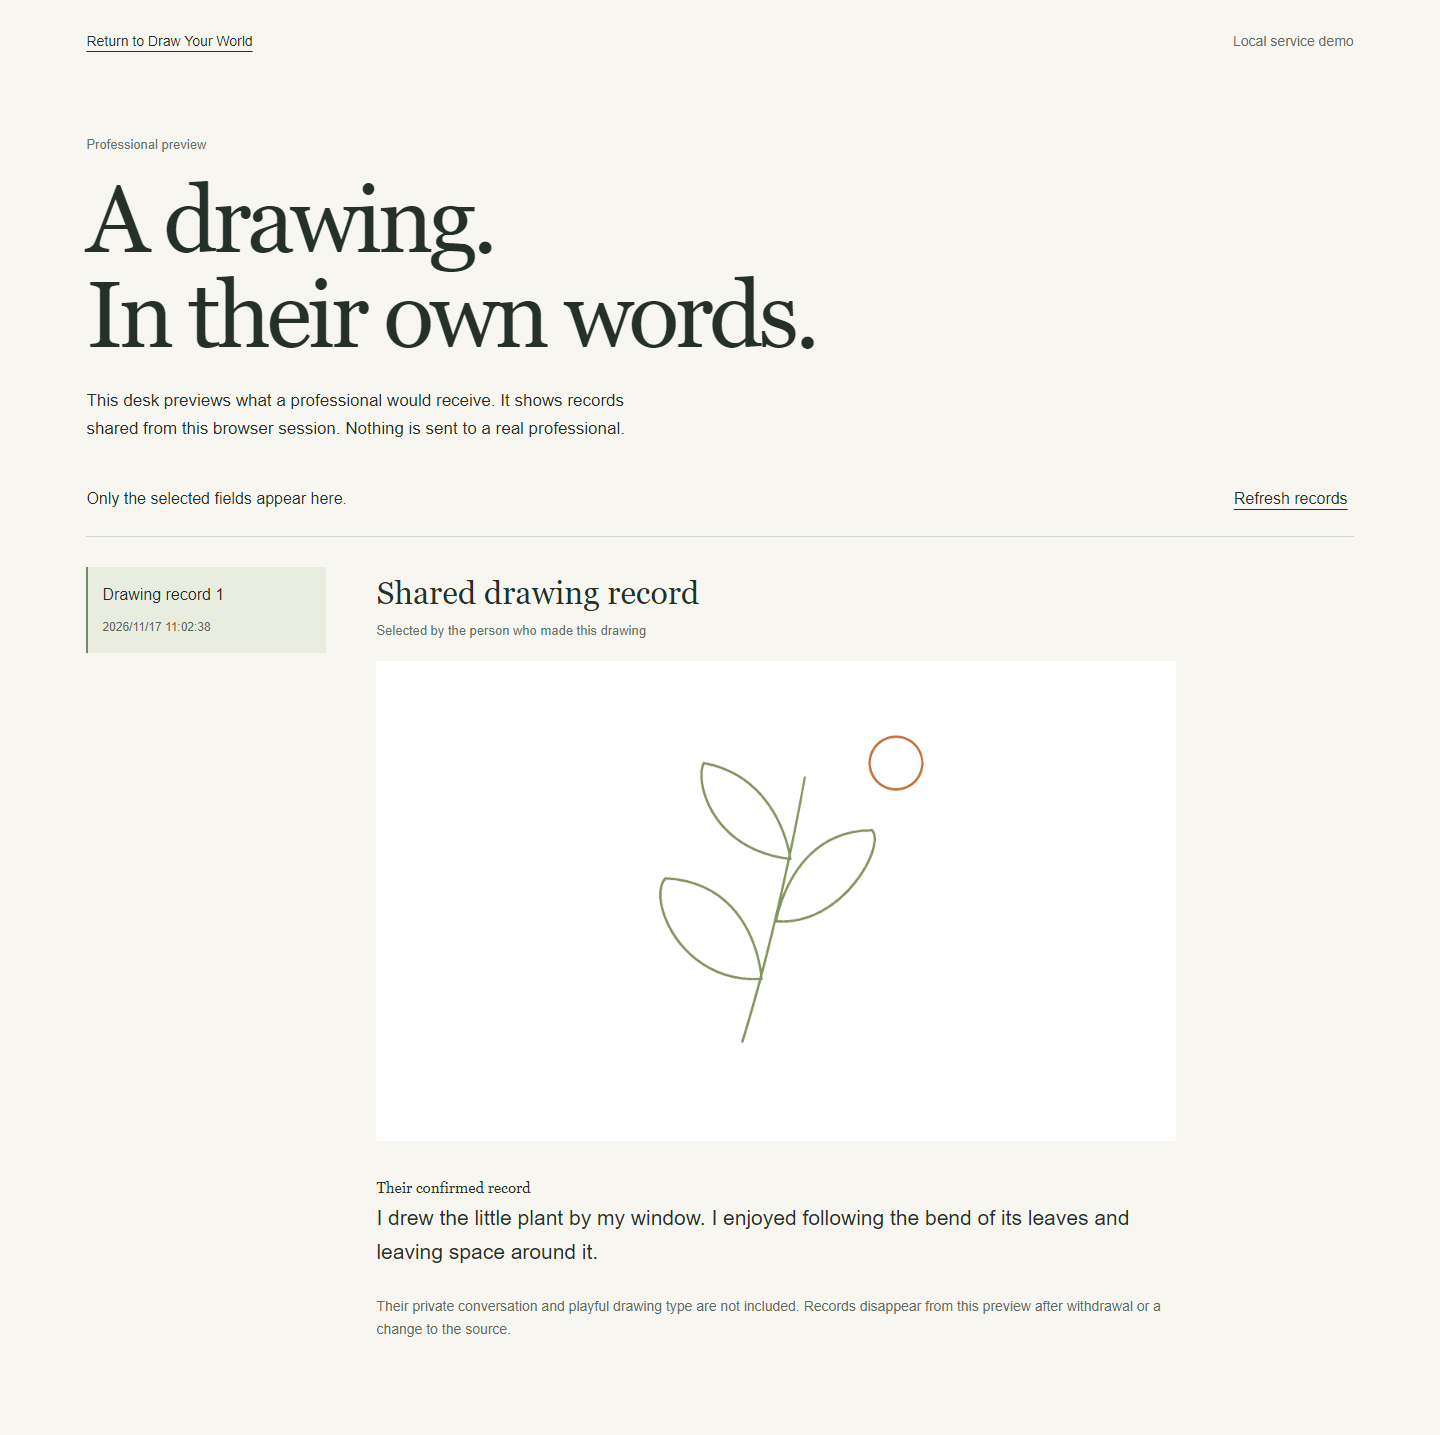 Return to Draw Your World
Local service demo
Professional preview
A drawing.
In their own words.
This desk previews what a professional would receive. It shows records
shared from this browser session. Nothing is sent to a real professional.
Only the selected fields appear here.
Refresh records
Drawing record 1
2026/11/17 11:02:38
Shared drawing record
Selected by the person who made this drawing
Their confirmed record
I drew the little plant by my window. I enjoyed following the bend of its leaves and
leaving space around it.
Their private conversation and playful drawing type are not included. Records disappear from this preview after withdrawal or a
change to the source.